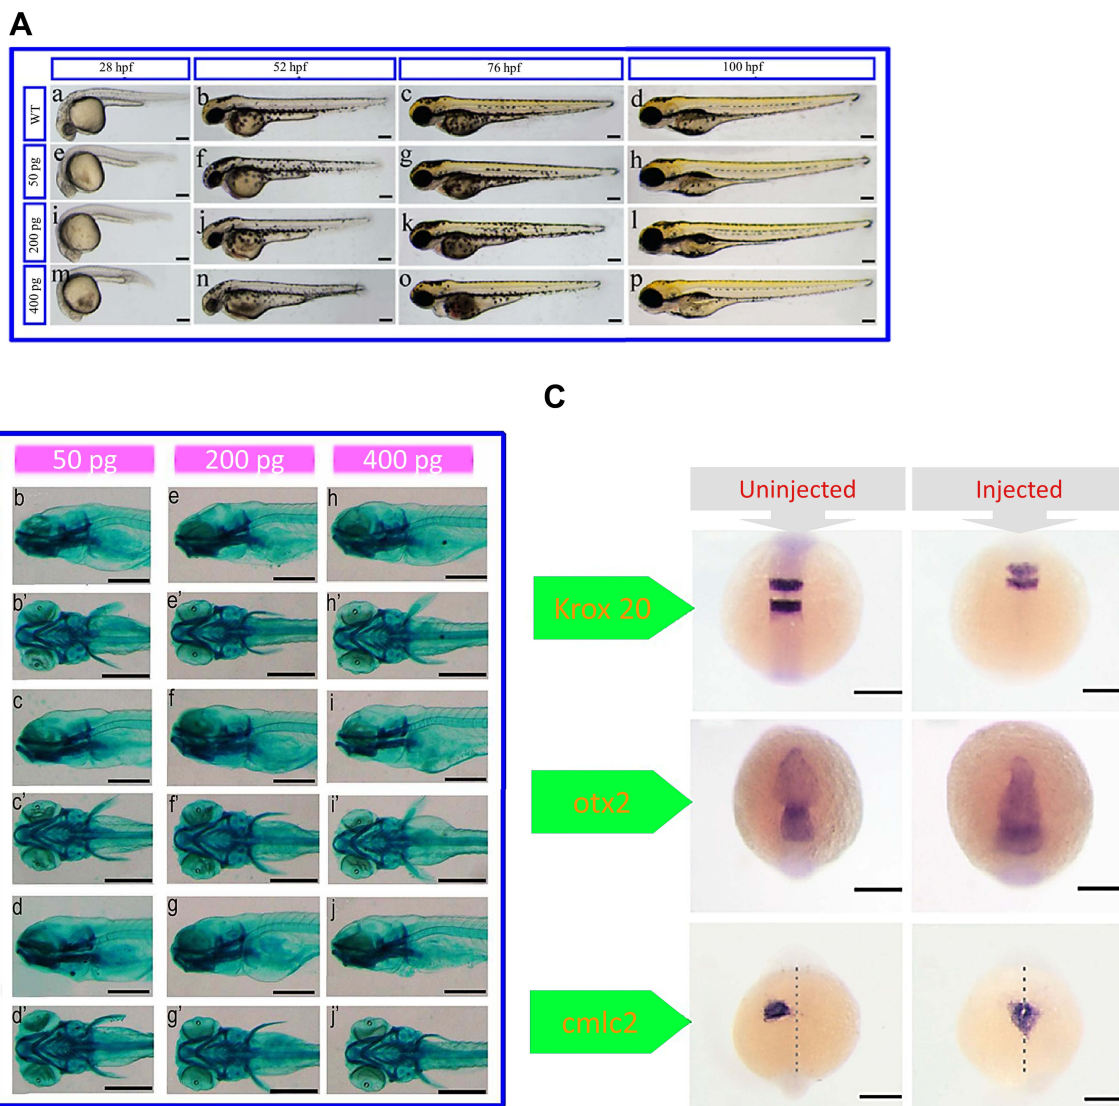 A
28 hpf 52 hpf 76 hpf 100 hpf
WT
a b c d
50 pg
e f g h
200 pg
i j k l
400 pg
m n o p
C
50 pg 200 pg 400 pg
b e h
b' e' h'
c f i
c' f' i'
d g j
d' g' j'
Uninjected Injected
Krox 20
otx2
cmlc2